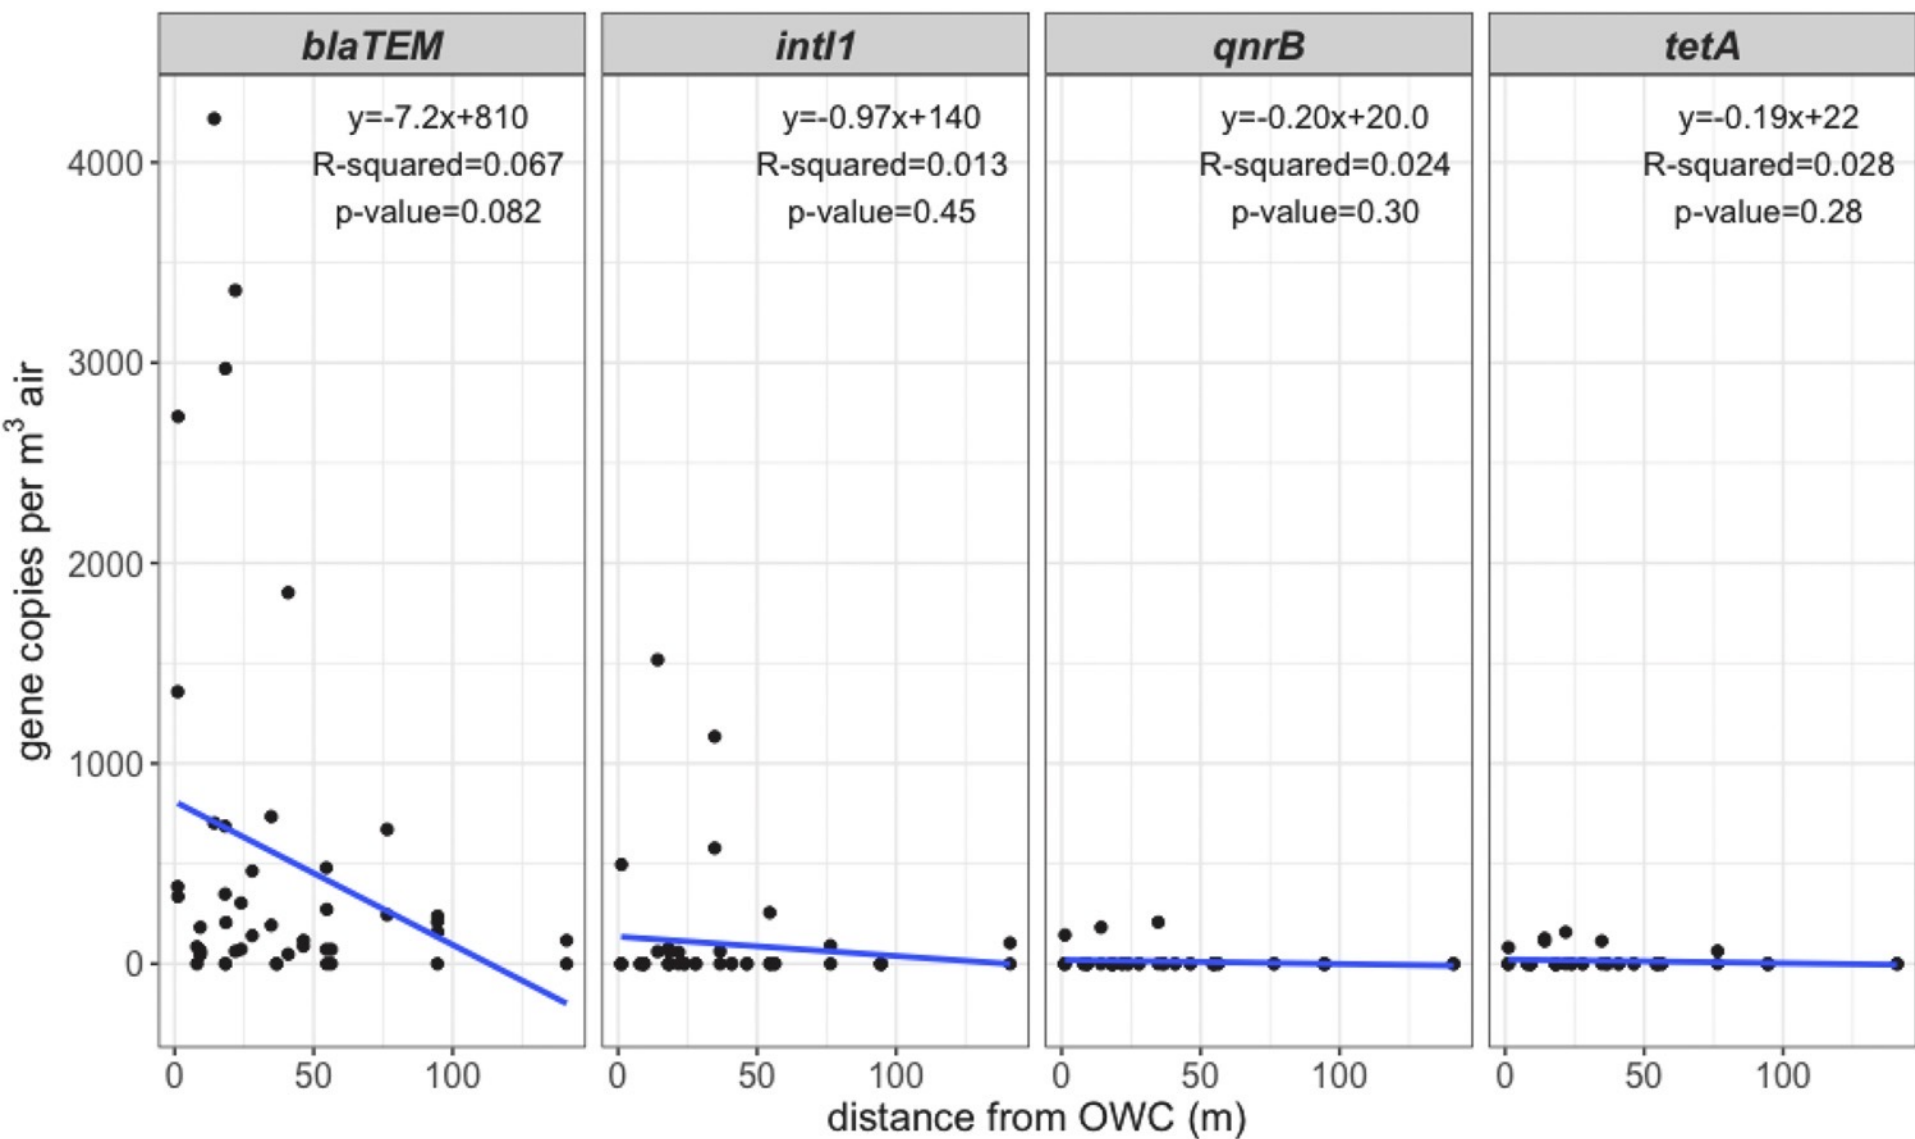 blaTEM
intI1
qnrB
tetA
y=-7.2x+810
R-squared=0.067
p-value=0.082
y=-0.97x+140
R-squared=0.013
p-value=0.45
y=-0.20x+20.0
R-squared=0.024
p-value=0.30
y=-0.19x+22
R-squared=0.028
p-value=0.28
gene copies per m³ air
4000
3000
2000
1000
0
0 50 100
0 50 100
0 50 100
0 50 100
distance from OWC (m)